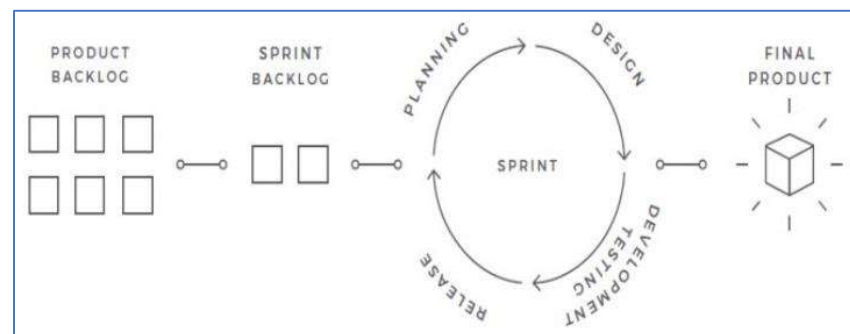 PRODUCT
BACKLOG
SPRINT
BACKLOG
PLANNING
DESIGN
SPRINT
DEVELOPMENT
TESTING
RELEASE
FINAL
PRODUCT